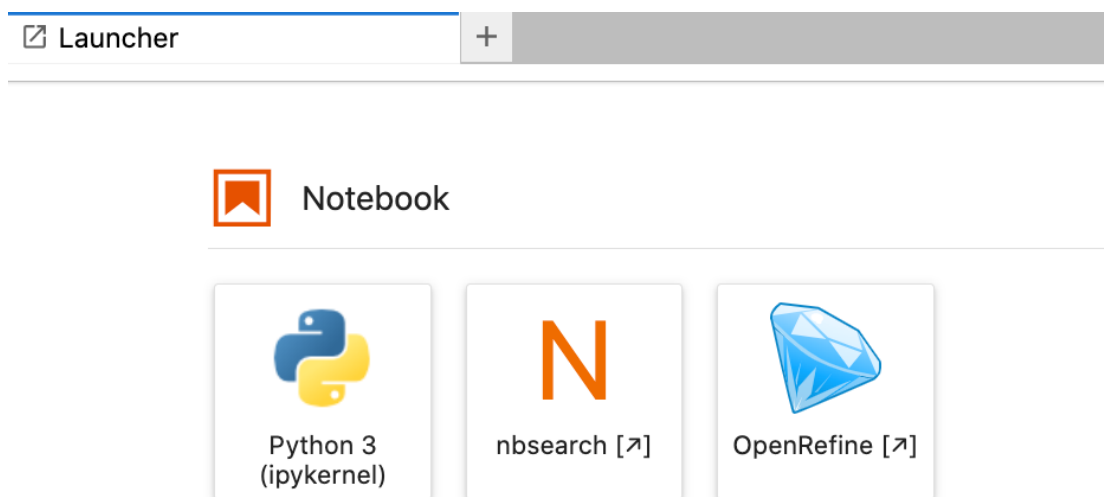 Launcher
Notebook
N
Python 3
(ipykernel)
nbsearch [↗]
OpenRefine [↗]